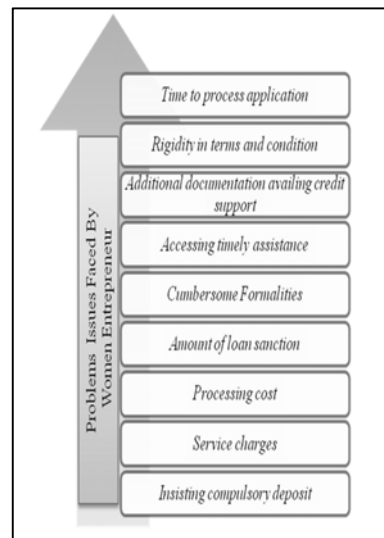 Problems Issues Faced By
Women Entrepreneur
Time to process application
Rigidity in terms and condition
Additional documentation availing credit
support
Accessing timely assistance
Cumbersome Formalities
Amount of loan sanction
Processing cost
Service charges
Insisting compulsory deposit